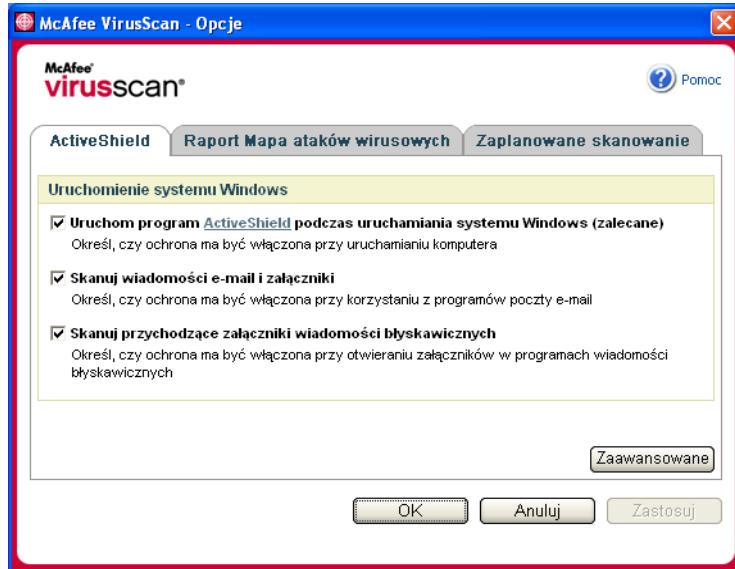 McAfee VirusScan - Opcje
McAfee®
virusscan®
Pomoc
ActiveShield
Raport Mapa ataków wirusowych
Zaplanowane skanowanie
Uruchomienie systemu Windows
Uruchom program ActiveShield podczas uruchamiania systemu Windows (zalecane)
Określ, czy ochrona ma być włączona przy uruchamianiu komputera
Skanuj wiadomości e-mail i załączniki
Określ, czy ochrona ma być włączona przy korzystaniu z programów poczty e-mail
Skanuj przychodzące załączniki wiadomości błyskawicznych
Określ, czy ochrona ma być włączona przy otwieraniu załączników w programach wiadomości
błyskawicznych
Zaawansowane
OK
Anuluj
Zastosuj